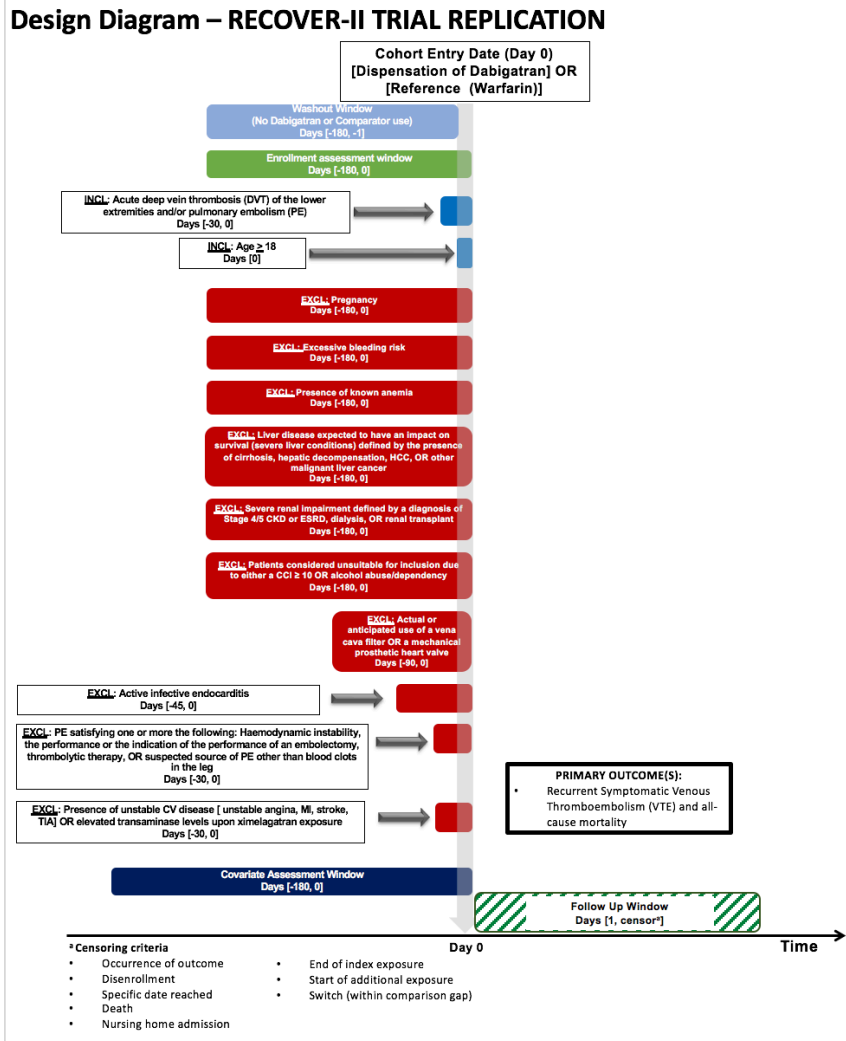 Design Diagram – RECOVER-II TRIAL REPLICATION
Cohort Entry Date (Day 0)
[Dispensation of Dabigatran] OR
[Reference (Warfarin)]
Washout Window
(No Dabigatran or Comparator use)
Days [-180, -1]
Enrollment assessment window
Days [-180, 0]
INCL: Acute deep vein thrombosis (DVT) of the lower
extremities and/or pulmonary embolism (PE)
Days [-30, 0]
INCL: Age ≥ 18
Days [0]
EXCL: Pregnancy
Days [-180, 0]
EXCL: Excessive bleeding risk
Days [-180, 0]
EXCL: Presence of known anemia
Days [-180, 0]
EXCL: Liver disease expected to have an impact on
survival (severe liver conditions) defined by the presence
of cirrhosis, hepatic decompensation, HCC, OR other
malignant liver cancer
Days [-180, 0]
EXCL: Severe renal impairment defined by a diagnosis of
Stage 4/5 CKD or ESRD, dialysis, OR renal transplant
Days [-180, 0]
EXCL: Patients considered unsuitable for inclusion due
to either a CCI ≥ 10 OR alcohol abuse/dependency
Days [-180, 0]
EXCL: Actual or
anticipated use of a vena
cava filter OR a mechanical
prosthetic heart valve
Days [-90, 0]
EXCL: Active infective endocarditis
Days [-45, 0]
EXCL: PE satisfying one or more the following: Haemodynamic instability,
the performance or the indication of the performance of an embolectomy,
thrombolytic therapy, OR suspected source of PE other than blood clots
in the leg
Days [-30, 0]
EXCL: Presence of unstable CV disease [ unstable angina, MI, stroke,
TIA] OR elevated transaminase levels upon ximelagatran exposure
Days [-30, 0]
PRIMARY OUTCOME(S):
• Recurrent Symptomatic Venous
Thromboembolism (VTE) and all-
cause mortality
Covariate Assessment Window
Days [-180, 0]
Follow Up Window
Days [1, censorᵃ]
Day 0
Time
ᵃ Censoring criteria
• Occurrence of outcome
• Disenrollment
• Specific date reached
• Death
• Nursing home admission
• End of index exposure
• Start of additional exposure
• Switch (within comparison gap)